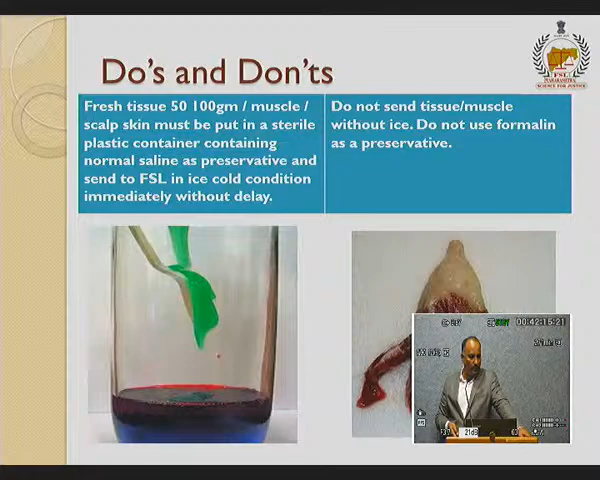 FSL
MAHARASHTRA
SCIENCE FOR JUSTICE
Do's and Don'ts
Fresh tissue 50 100gm / muscle /
scalp skin must be put in a sterile
plastic container containing
normal saline as preservative and
send to FSL in ice cold condition
immediately without delay.
Do not send tissue/muscle
without ice. Do not use formalin
as a preservative.
00:42:15:21
21dB